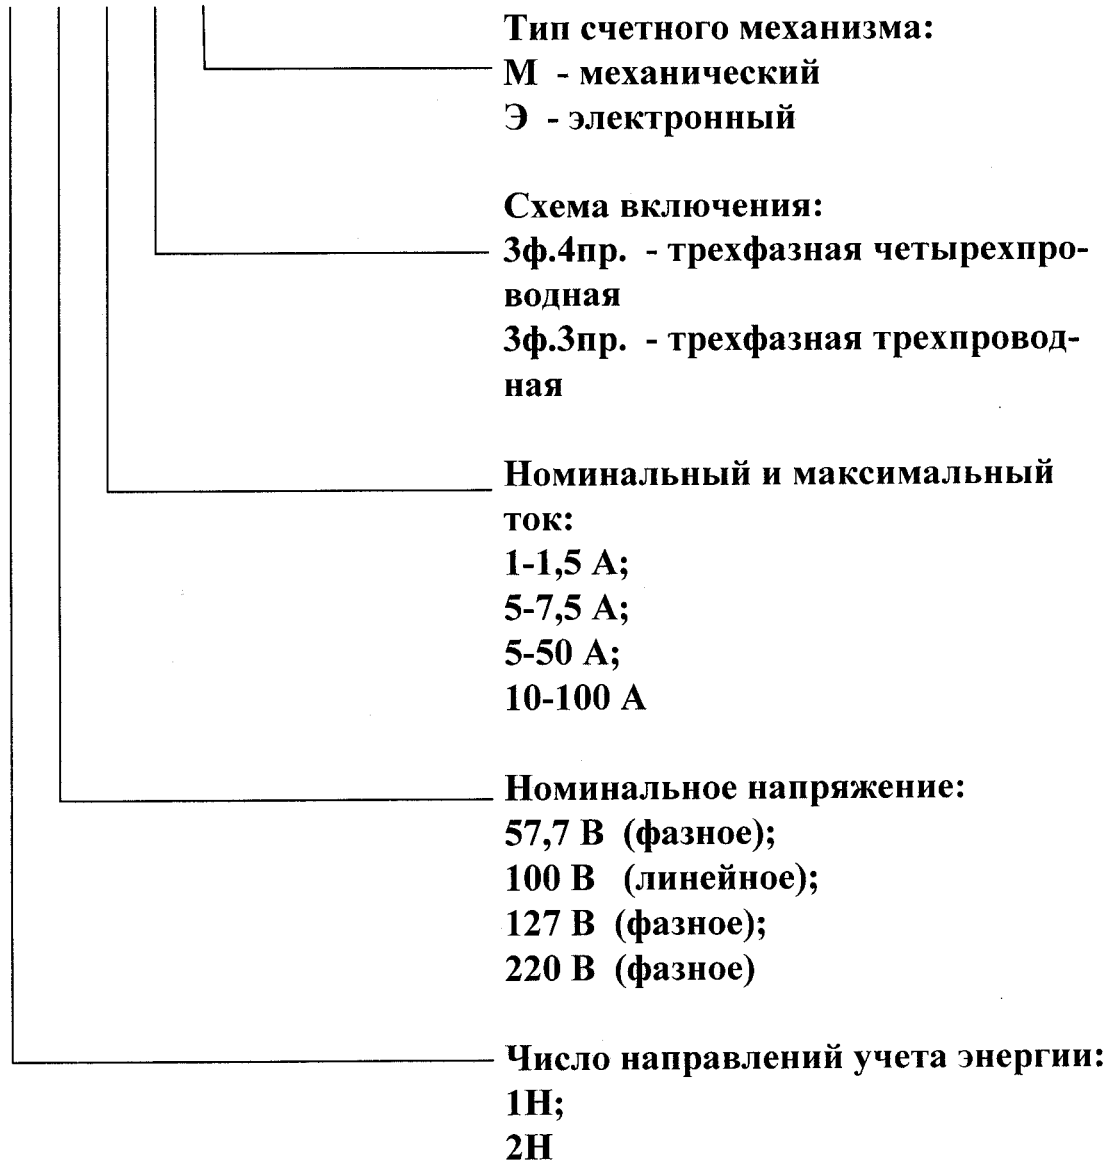 Тип счетного механизма:
М - механический
Э - электронный
Схема включения:
3ф.4пр. - трехфазная четырехпро-
водная
3ф.3пр. - трехфазная трехпровод-
ная
Номинальный и максимальный
ток:
1-1,5 А;
5-7,5 А;
5-50 А;
10-100 А
Номинальное напряжение:
57,7 В (фазное);
100 В (линейное);
127 В (фазное);
220 В (фазное)
Число направлений учета энергии:
1Н;
2Н